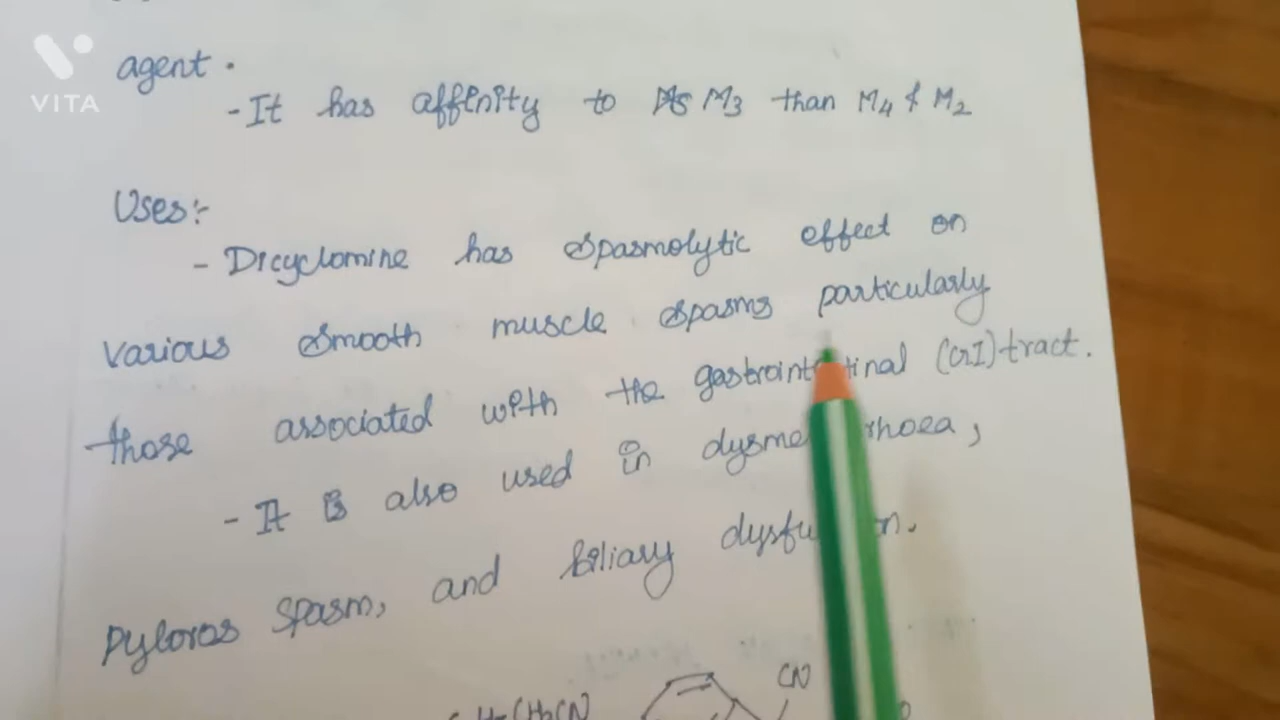 VITA
agent.
- It has affinity to M3 than M4 & M2
Uses:-
- Dicyclomine has spasmolytic effect on
various smooth muscle spasms particularly
those associated with the (GI) tract.
- It is also used in
Pyloros spasm, and biliary
CN